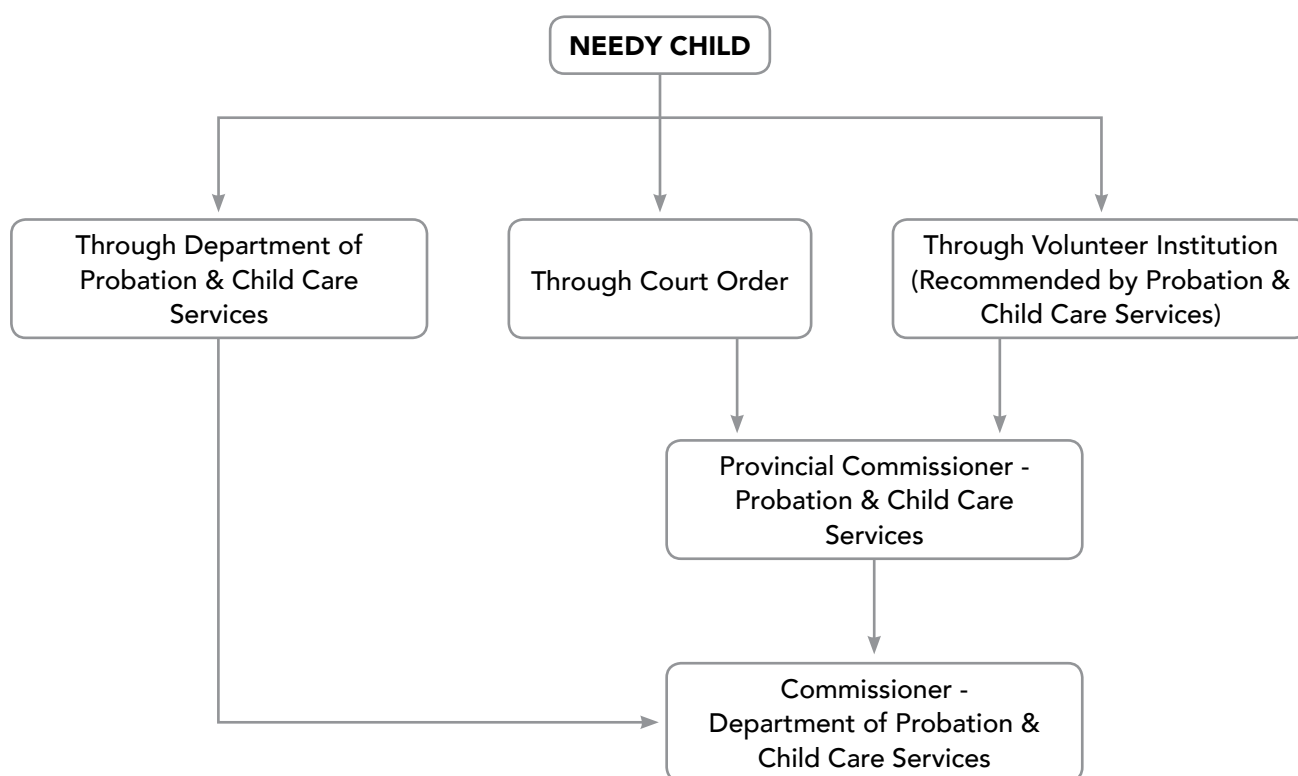 NEEDY CHILD
Through Department of
Probation & Child Care
Services
Through Court Order
Through Volunteer Institution
(Recommended by Probation &
Child Care Services)
Provincial Commissioner -
Probation & Child Care
Services
Commissioner -
Department of Probation &
Child Care Services